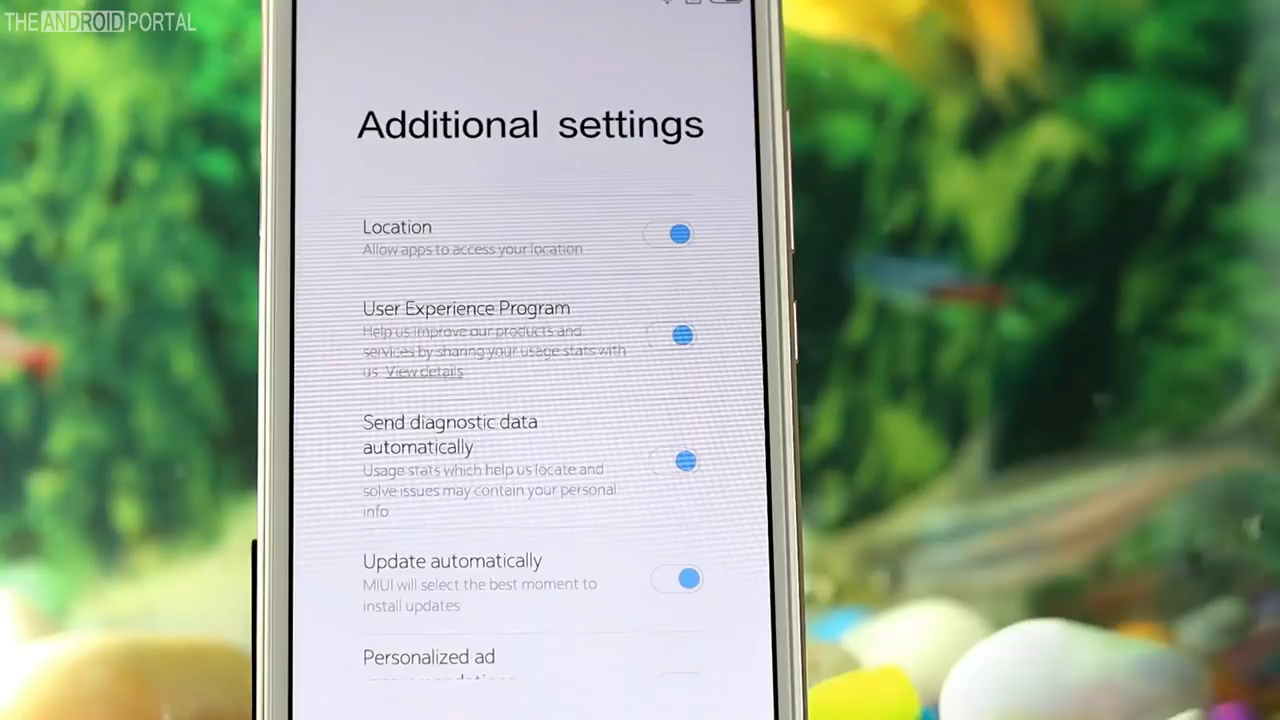 THE ANDROID PORTAL
Additional settings
Location
Allow apps to access your location
User Experience Program
Help us improve our products and
services by sharing your usage stats with
us View details
Send diagnostic data
automatically
Usage stats which help us locate and
solve issues may contain your personal
info
Update automatically
MIUI will select the best moment to
install updates
Personalized ad